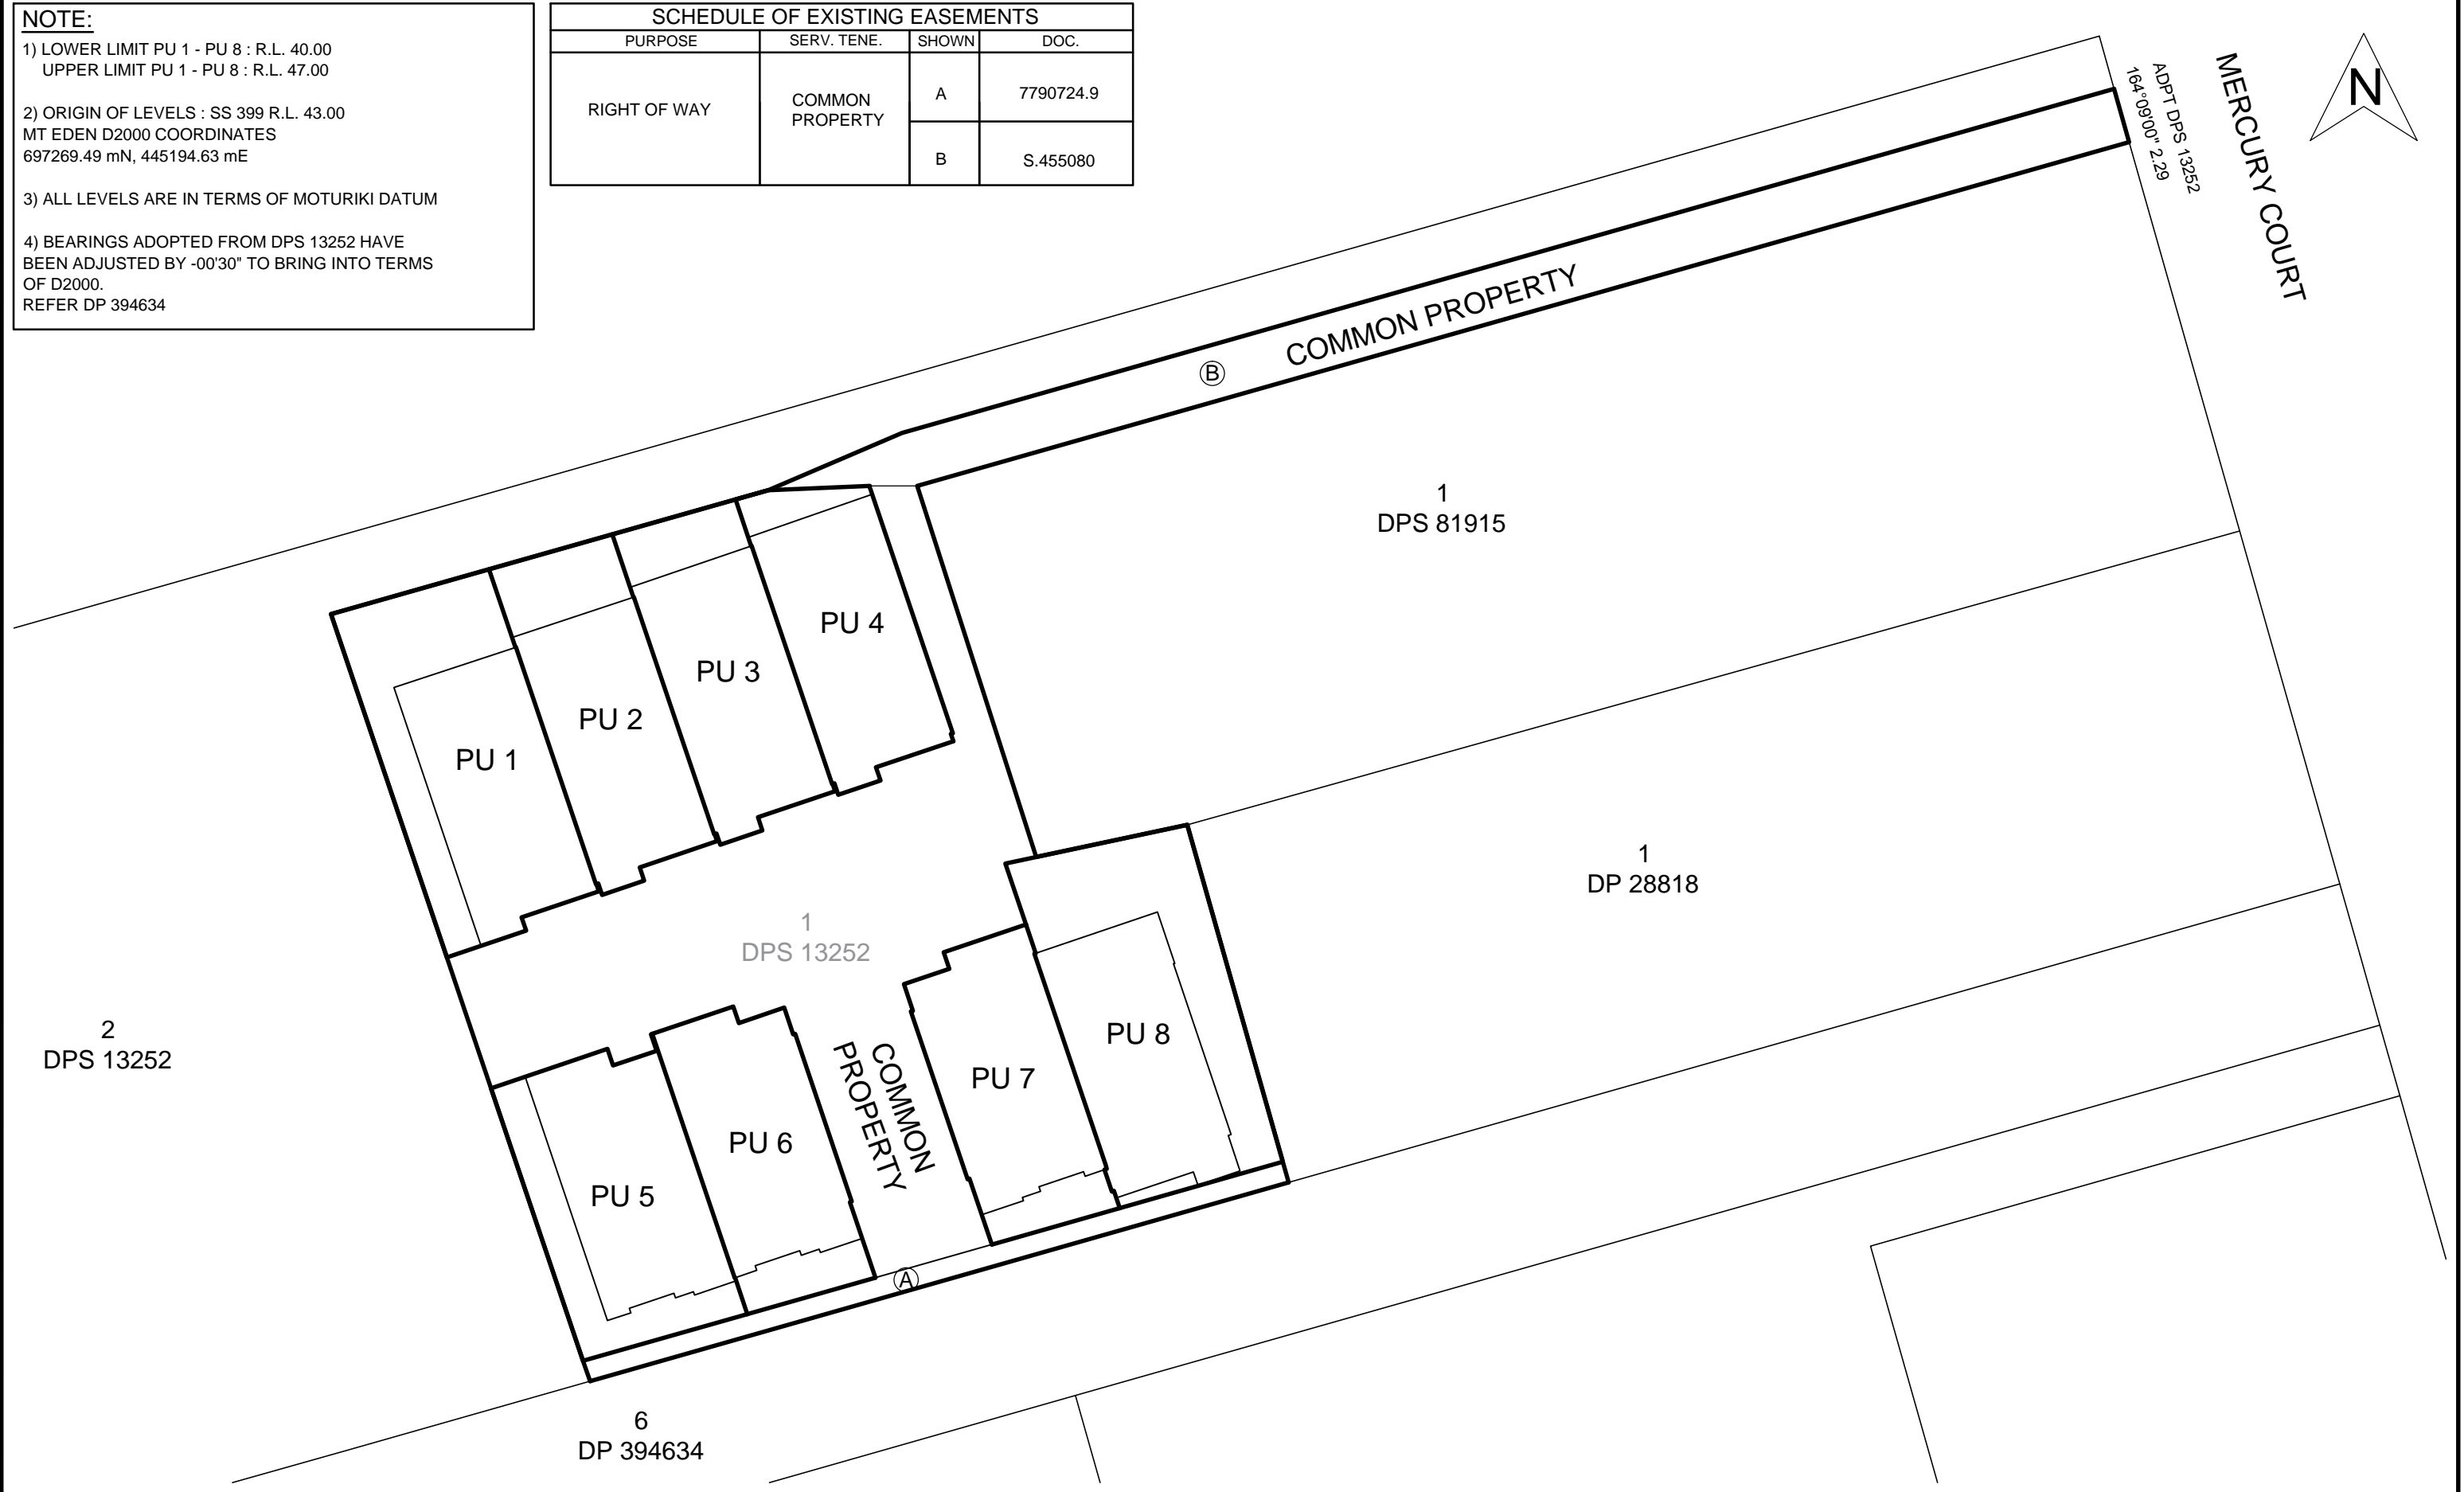 NOTE:
1) LOWER LIMIT PU 1 - PU 8 : R.L. 40.00
UPPER LIMIT PU 1 - PU 8 : R.L. 47.00
2) ORIGIN OF LEVELS : SS 399 R.L. 43.00
MT EDEN D2000 COORDINATES
697269.49 mN, 445194.63 mE
3) ALL LEVELS ARE IN TERMS OF MOTURIKI DATUM
4) BEARINGS ADOPTED FROM DPS 13252 HAVE
BEEN ADJUSTED BY -00'30" TO BRING INTO TERMS
OF D2000.
REFER DP 394634
SCHEDULE OF EXISTING EASEMENTS
PURPOSE SERV. TENE. SHOWN DOC.
RIGHT OF WAY
COMMON
PROPERTY
A 7790724.9
B S.455080
ADPT DPS 13252
164°09'00" 2.29
MERCURY COURT
N
B COMMON PROPERTY
1
DPS 81915
PU 4
PU 3
PU 2
PU 1
1
DP 28818
1
DPS 13252
2
DPS 13252
PU 8
PU 7
COMMON
PROPERTY
PU 6
PU 5
A
6
DP 394634